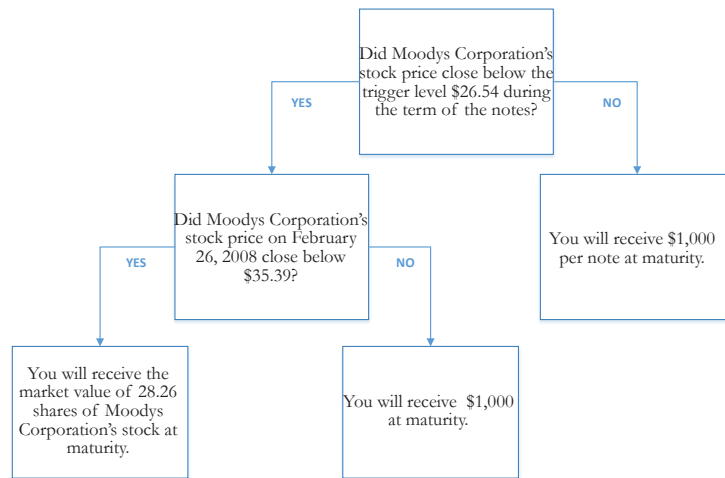 Did Moodys Corporation's
stock price close below the
trigger level $26.54 during
the term of the notes?
YES
NO
Did Moodys Corporation's
stock price on February
26, 2008 close below
$35.39?
You will receive $1,000
per note at maturity.
YES
NO
You will receive the
market value of 28.26
shares of Moodys
Corporation's stock at
maturity.
You will receive $1,000
at maturity.